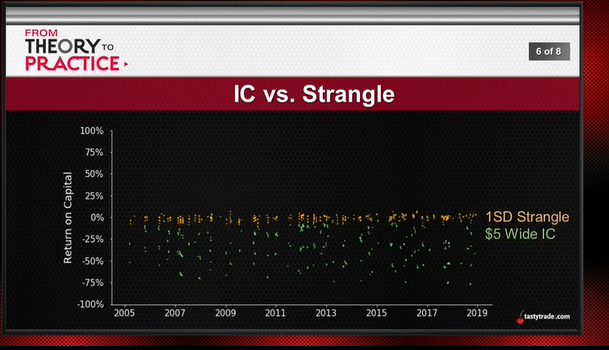 FROM
THEORY TO
PRACTICE
6 of 8
IC vs. Strangle
100%
75%
50%
25%
0%
-25%
-50%
-75%
-100%
Return on Capital
2005
2007
2009
2011
2013
2015
2017
2019
1SD Strangle
$5 Wide IC
tastytrade.com